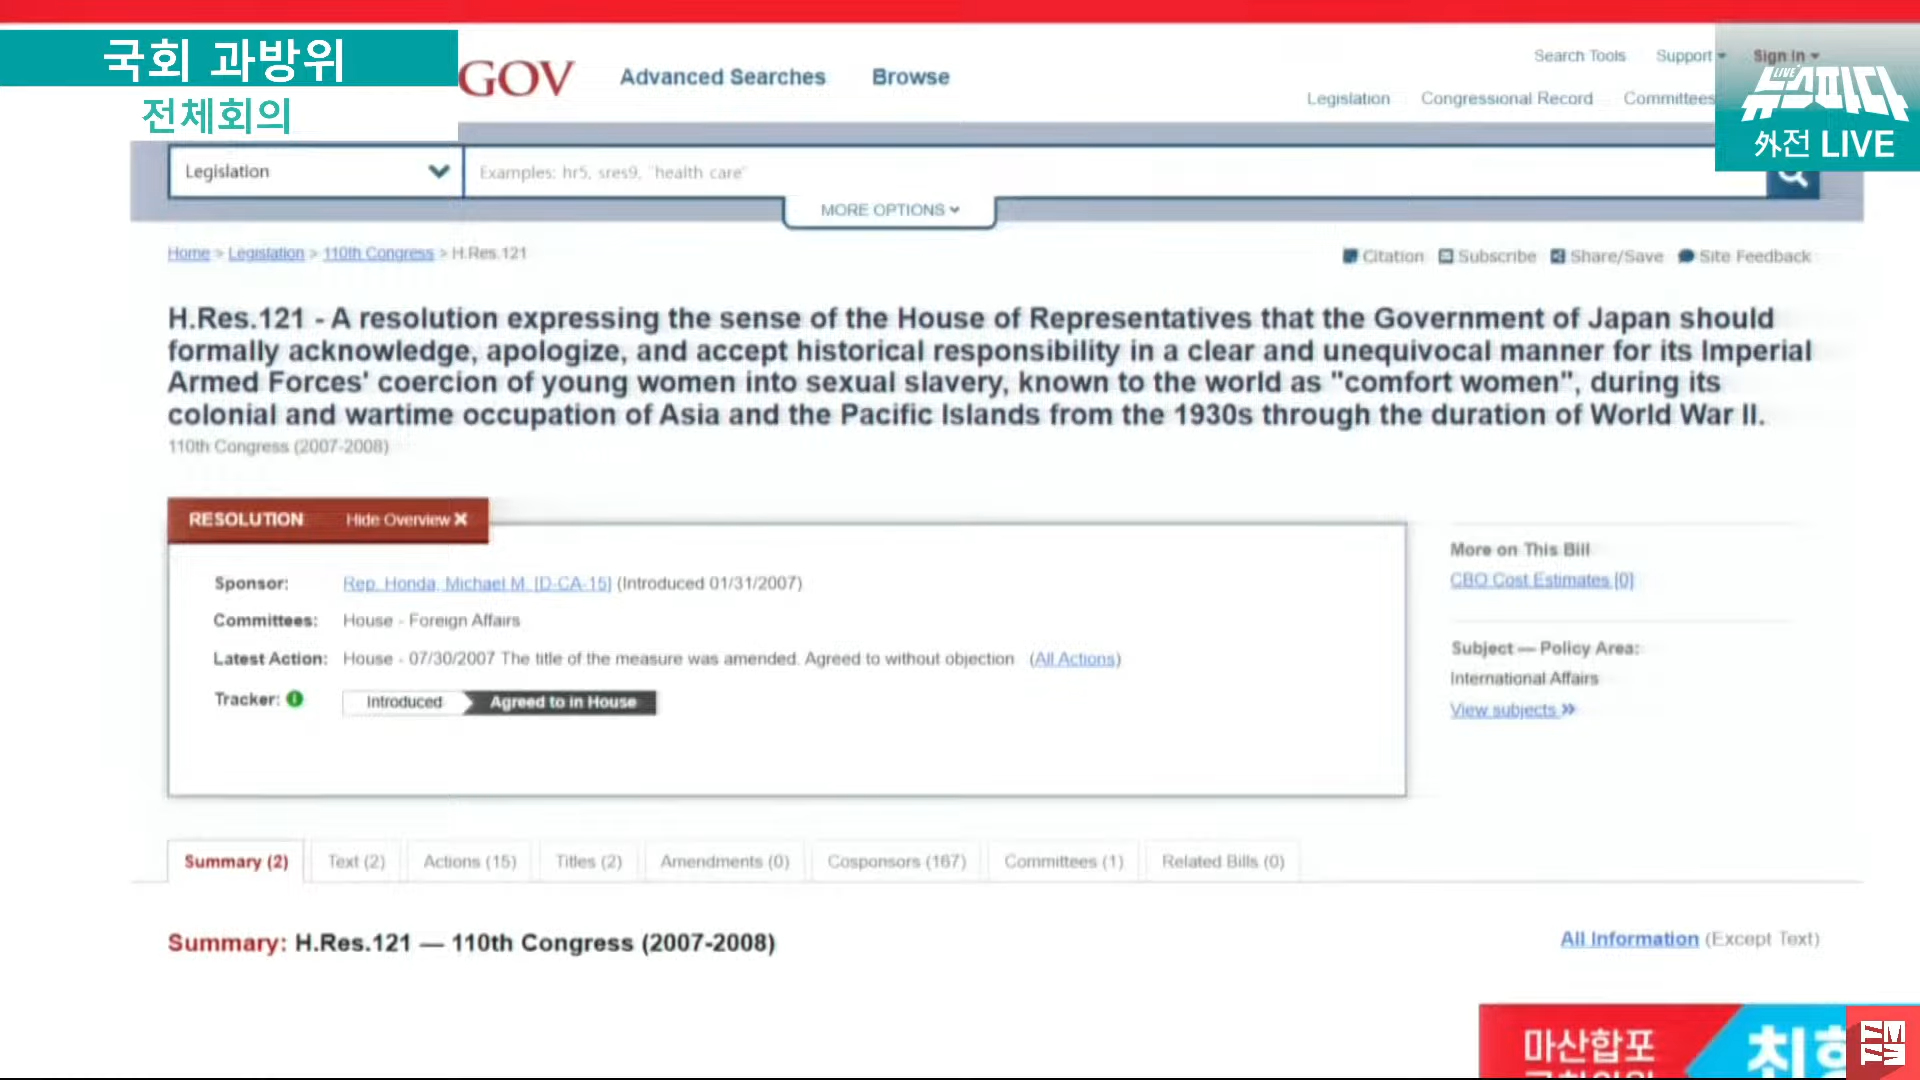 국회 과방위
전체회의
GOV
Advanced Searches
Browse
Search Tools
Support
Sign In
Legislation
Congressional Record
Committees
LIVE
뉴스파다
外전 LIVE
Legislation
Examples: hr5, sres9, "health care"
MORE OPTIONS
Home > Legislation > 110th Congress > H.Res.121
Citation
Subscribe
Share/Save
Site Feedback
H.Res.121 - A resolution expressing the sense of the House of Representatives that the Government of Japan should
formally acknowledge, apologize, and accept historical responsibility in a clear and unequivocal manner for its Imperial
Armed Forces' coercion of young women into sexual slavery, known to the world as "comfort women", during its
colonial and wartime occupation of Asia and the Pacific Islands from the 1930s through the duration of World War II.
110th Congress (2007-2008)
RESOLUTION
Hide Overview
Sponsor: Rep. Honda, Michael M. [D-CA-15] (Introduced 01/31/2007)
Committees: House - Foreign Affairs
Latest Action: House - 07/30/2007 The title of the measure was amended. Agreed to without objection (All Actions)
Tracker: Introduced Agreed to in House
More on This Bill
CBO Cost Estimates [0]
Subject — Policy Area:
International Affairs
View subjects
Summary (2)
Text (2)
Actions (15)
Titles (2)
Amendments (0)
Cosponsors (167)
Committees (1)
Related Bills (0)
Summary: H.Res.121 — 110th Congress (2007-2008)
All Information (Except Text)
마산합포